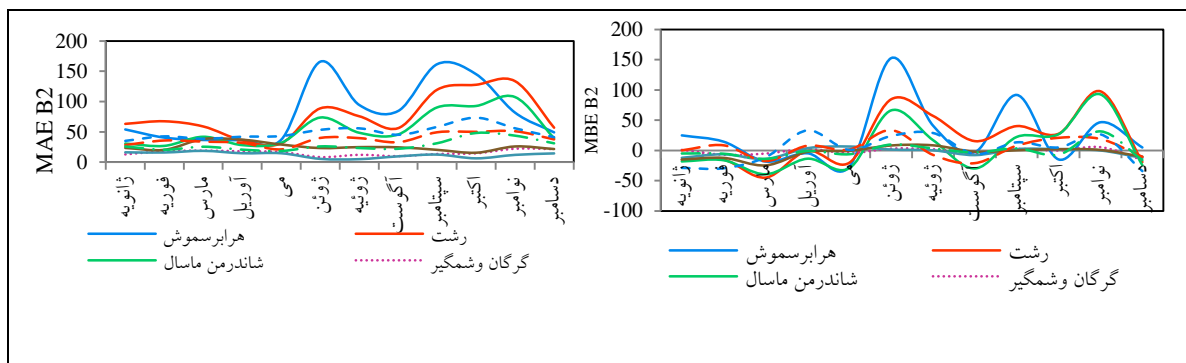 MAE B2
200
150
100
50
0
ژانویه
فوریه
مارس
آوریل
می
ژوئن
ژوئیه
آگوست
سپتامبر
اکتبر
نوامبر
دسامبر
هرابرسموش
رشت
شاندرمن ماسال
گرگان وشمگیر
MBE B2
200
150
100
50
0
-50
-100
ژانویه
فوریه
مارس
آوریل
می
ژوئن
ژوئیه
آگوست
سپتامبر
اکتبر
نوامبر
دسامبر
هرابرسموش
رشت
شاندرمن ماسال
گرگان وشمگیر